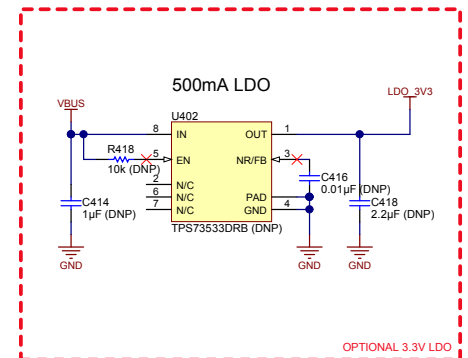 500mA LDO
VBUS
LDO_3V3
U402
8
IN
OUT
1
R418
10k (DNP)
5
EN
NR/FB
3
C416
0.01µF (DNP)
2
N/C
6
N/C
PAD
7
N/C
GND
4
C414
1µF (DNP)
C418
2.2µF (DNP)
TPS73533DRB (DNP)
GND
GND
GND
OPTIONAL 3.3V LDO